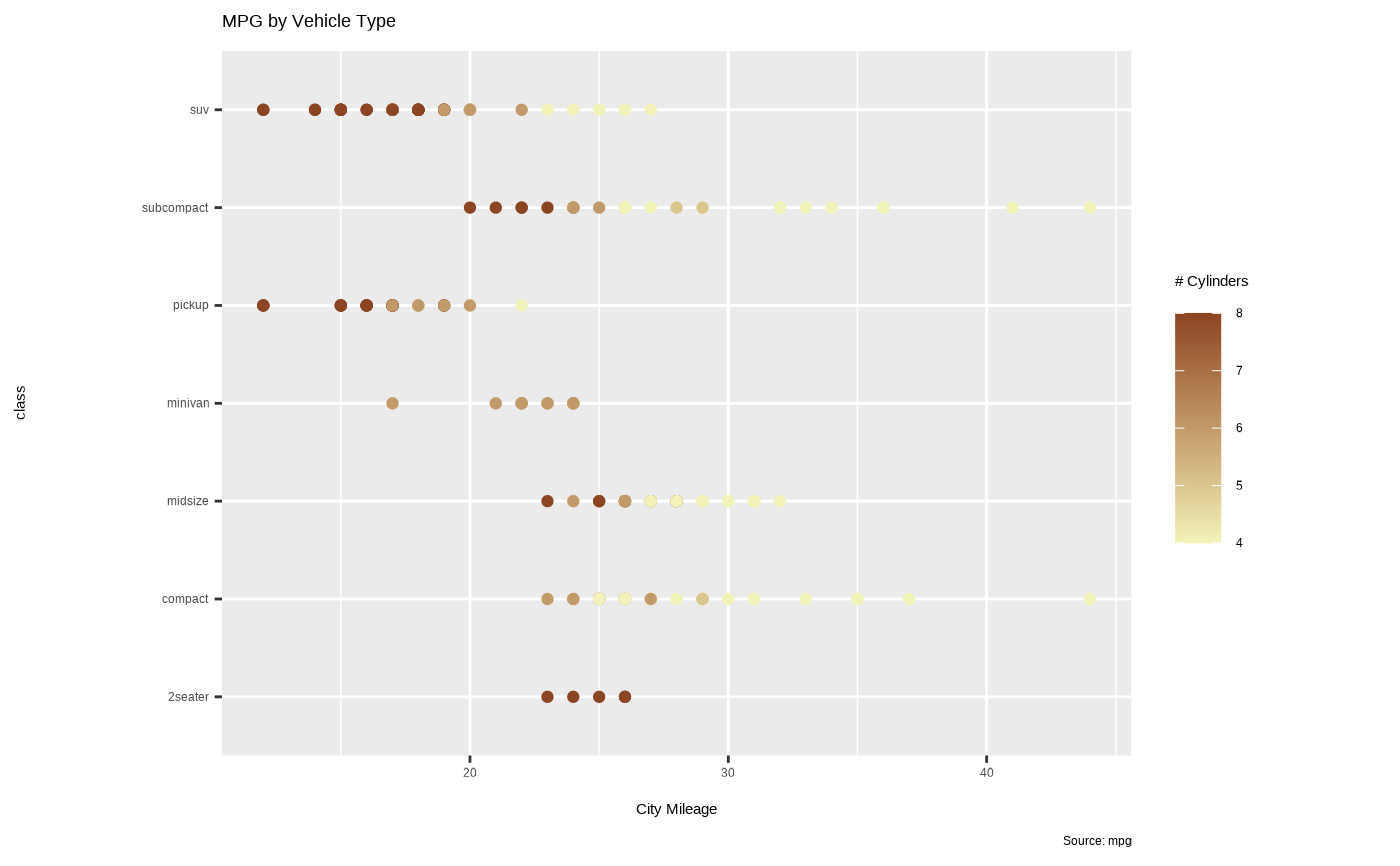 MPG by Vehicle Type
suv
subcompact
pickup
minivan
midsize
compact
2seater
class
20
30
40
City Mileage
# Cylinders
8
7
6
5
4
Source: mpg